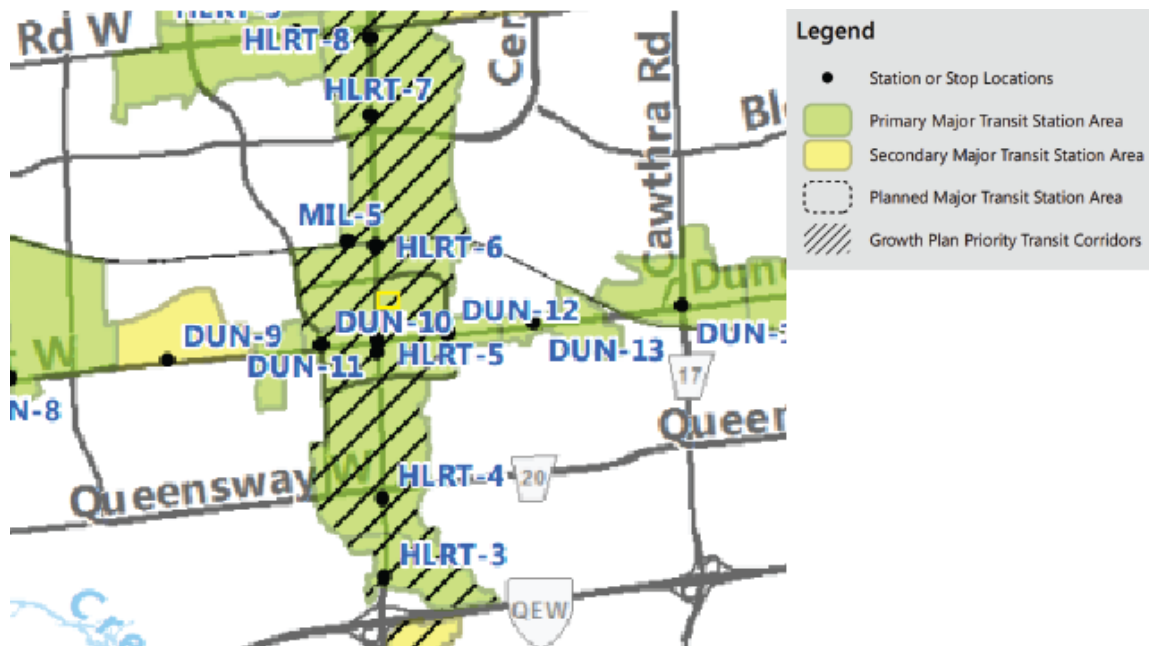 Rd W
HLRT-8
HLRT-7
Cawthra Rd
MIL-5
HLRT-6
DUN-12
DUN-10
DUN-9
DUN-11
HLRT-5
DUN-13
W
N-8
17
HLRT-4
Queensway W
20
HLRT-3
QEW
Legend
Station or Stop Locations
Primary Major Transit Station Area
Secondary Major Transit Station Area
Planned Major Transit Station Area
Growth Plan Priority Transit Corridors